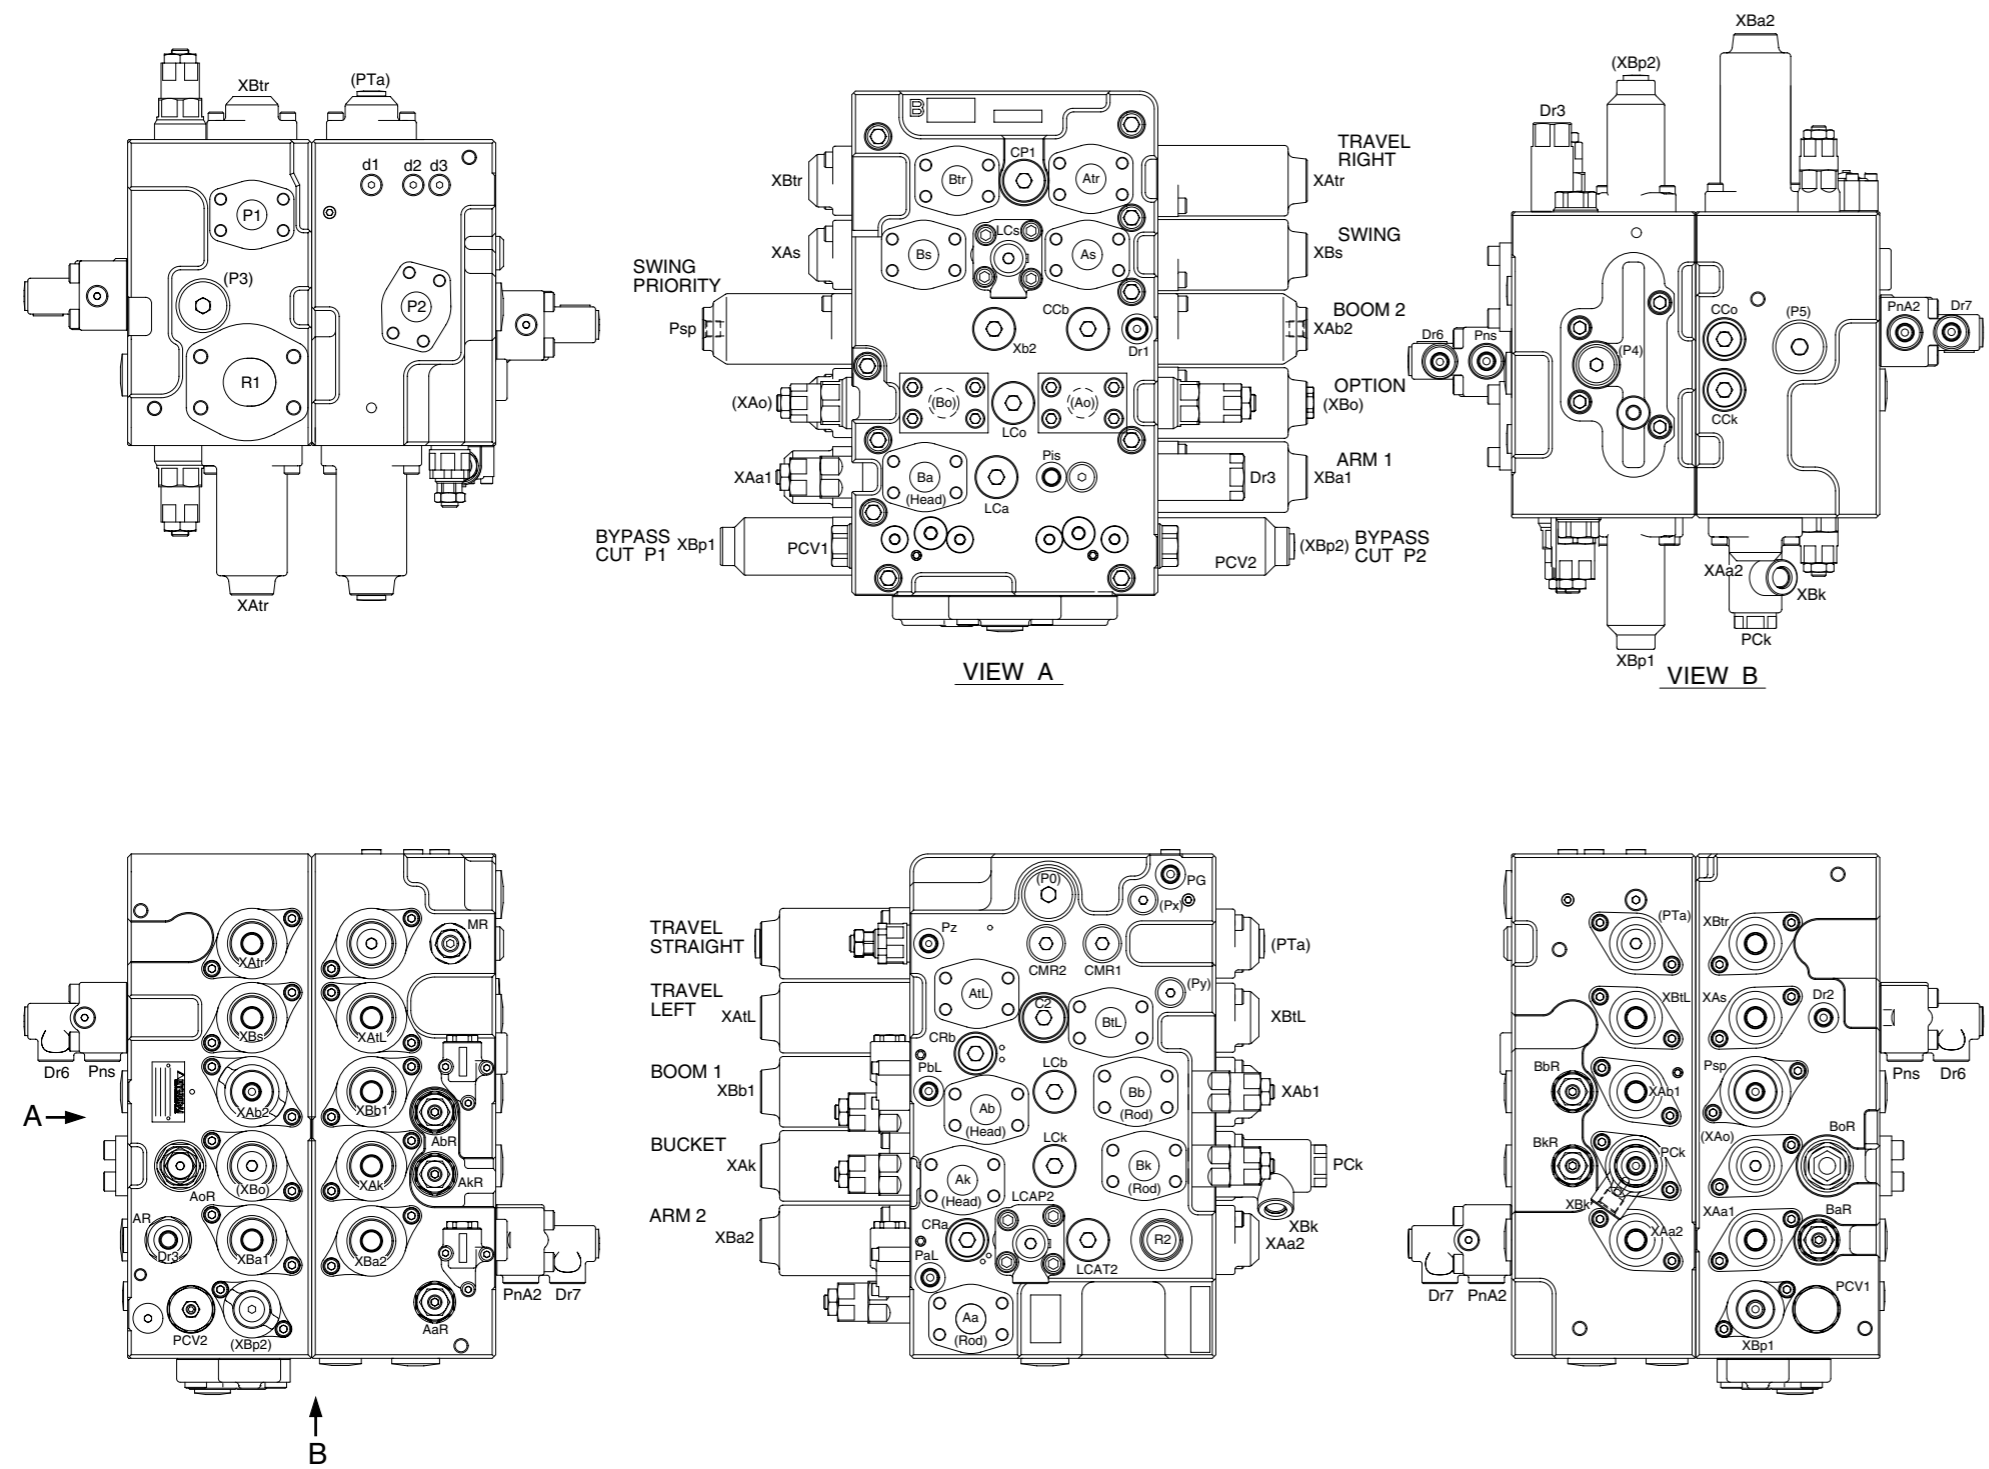 XBtr
(PTa)
d1
d2
d3
P1
(P3)
P2
R1
XAtr
B
CP1
Btr
Atr
TRAVEL
RIGHT
XBtr
XAtr
LCs
Bs
As
XAs
SWING
XBs
SWING
PRIORITY
Psp
CCb
Xb2
Dr1
BOOM 2
XAb2
(XAo)
(Bo)
(Ao)
LCo
OPTION
(XBo)
XAa1
Ba
(Head)
LCa
Pis
Dr3
ARM 1
XBa1
BYPASS
CUT P1
XBp1
PCV1
PCV2
(XBp2)
BYPASS
CUT P2
VIEW A
XBa2
(XBp2)
Dr3
CCo
(P5)
PnA2
Dr7
Dr6
Pns
(P4)
CCk
XAa2
XBk
PCk
XBp1
VIEW B
XAtr
MR
XBs
XAtL
Dr6
Pns
XAb2
XBb1
AbR
A
AoR
(XBo)
XAk
AkR
AR
Dr3
XBa1
XBa2
PnA2
Dr7
PCV2
(XBp2)
AaR
B
(P0)
PG
(Px)
TRAVEL
STRAIGHT
Pz
CMR2
CMR1
(PTa)
TRAVEL
LEFT
XAtL
AtL
C2
BtL
(Py)
XBtL
CRb
BOOM 1
XBb1
PbL
LCb
Ab
(Head)
Bb
(Rod)
XAb1
BUCKET
XAk
LCk
Ak
(Head)
Bk
(Rod)
PCk
XBk
ARM 2
XBa2
LCAP2
CRa
R2
XAa2
PaL
LCAT2
Aa
(Rod)
(PTa)
XBtr
XBtL
XAs
Dr2
Pns
Dr6
BbR
XAb1
Psp
BkR
PCk
(XAo)
BoR
XBk
XAa2
XAa1
BaR
Dr7
PnA2
PCV1
XBp1